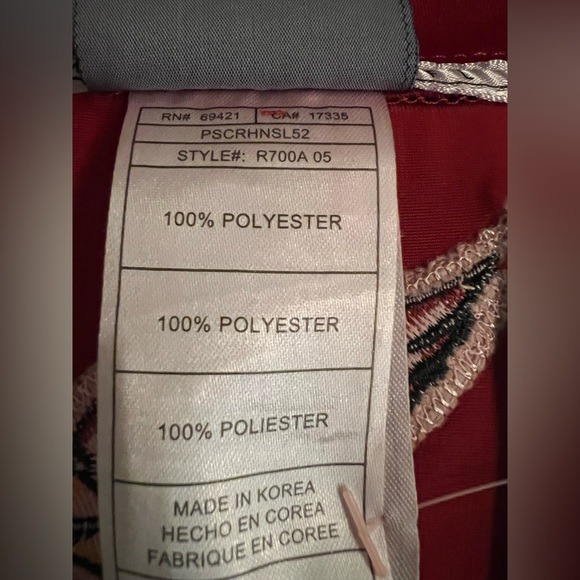 RN# 69421 CA# 17335
PSCRHNSL52
STYLE#: R700A 05
100% POLYESTER
100% POLYESTER
100% POLIESTER
MADE IN KOREA
HECHO EN COREA
FABRIQUE EN COREE